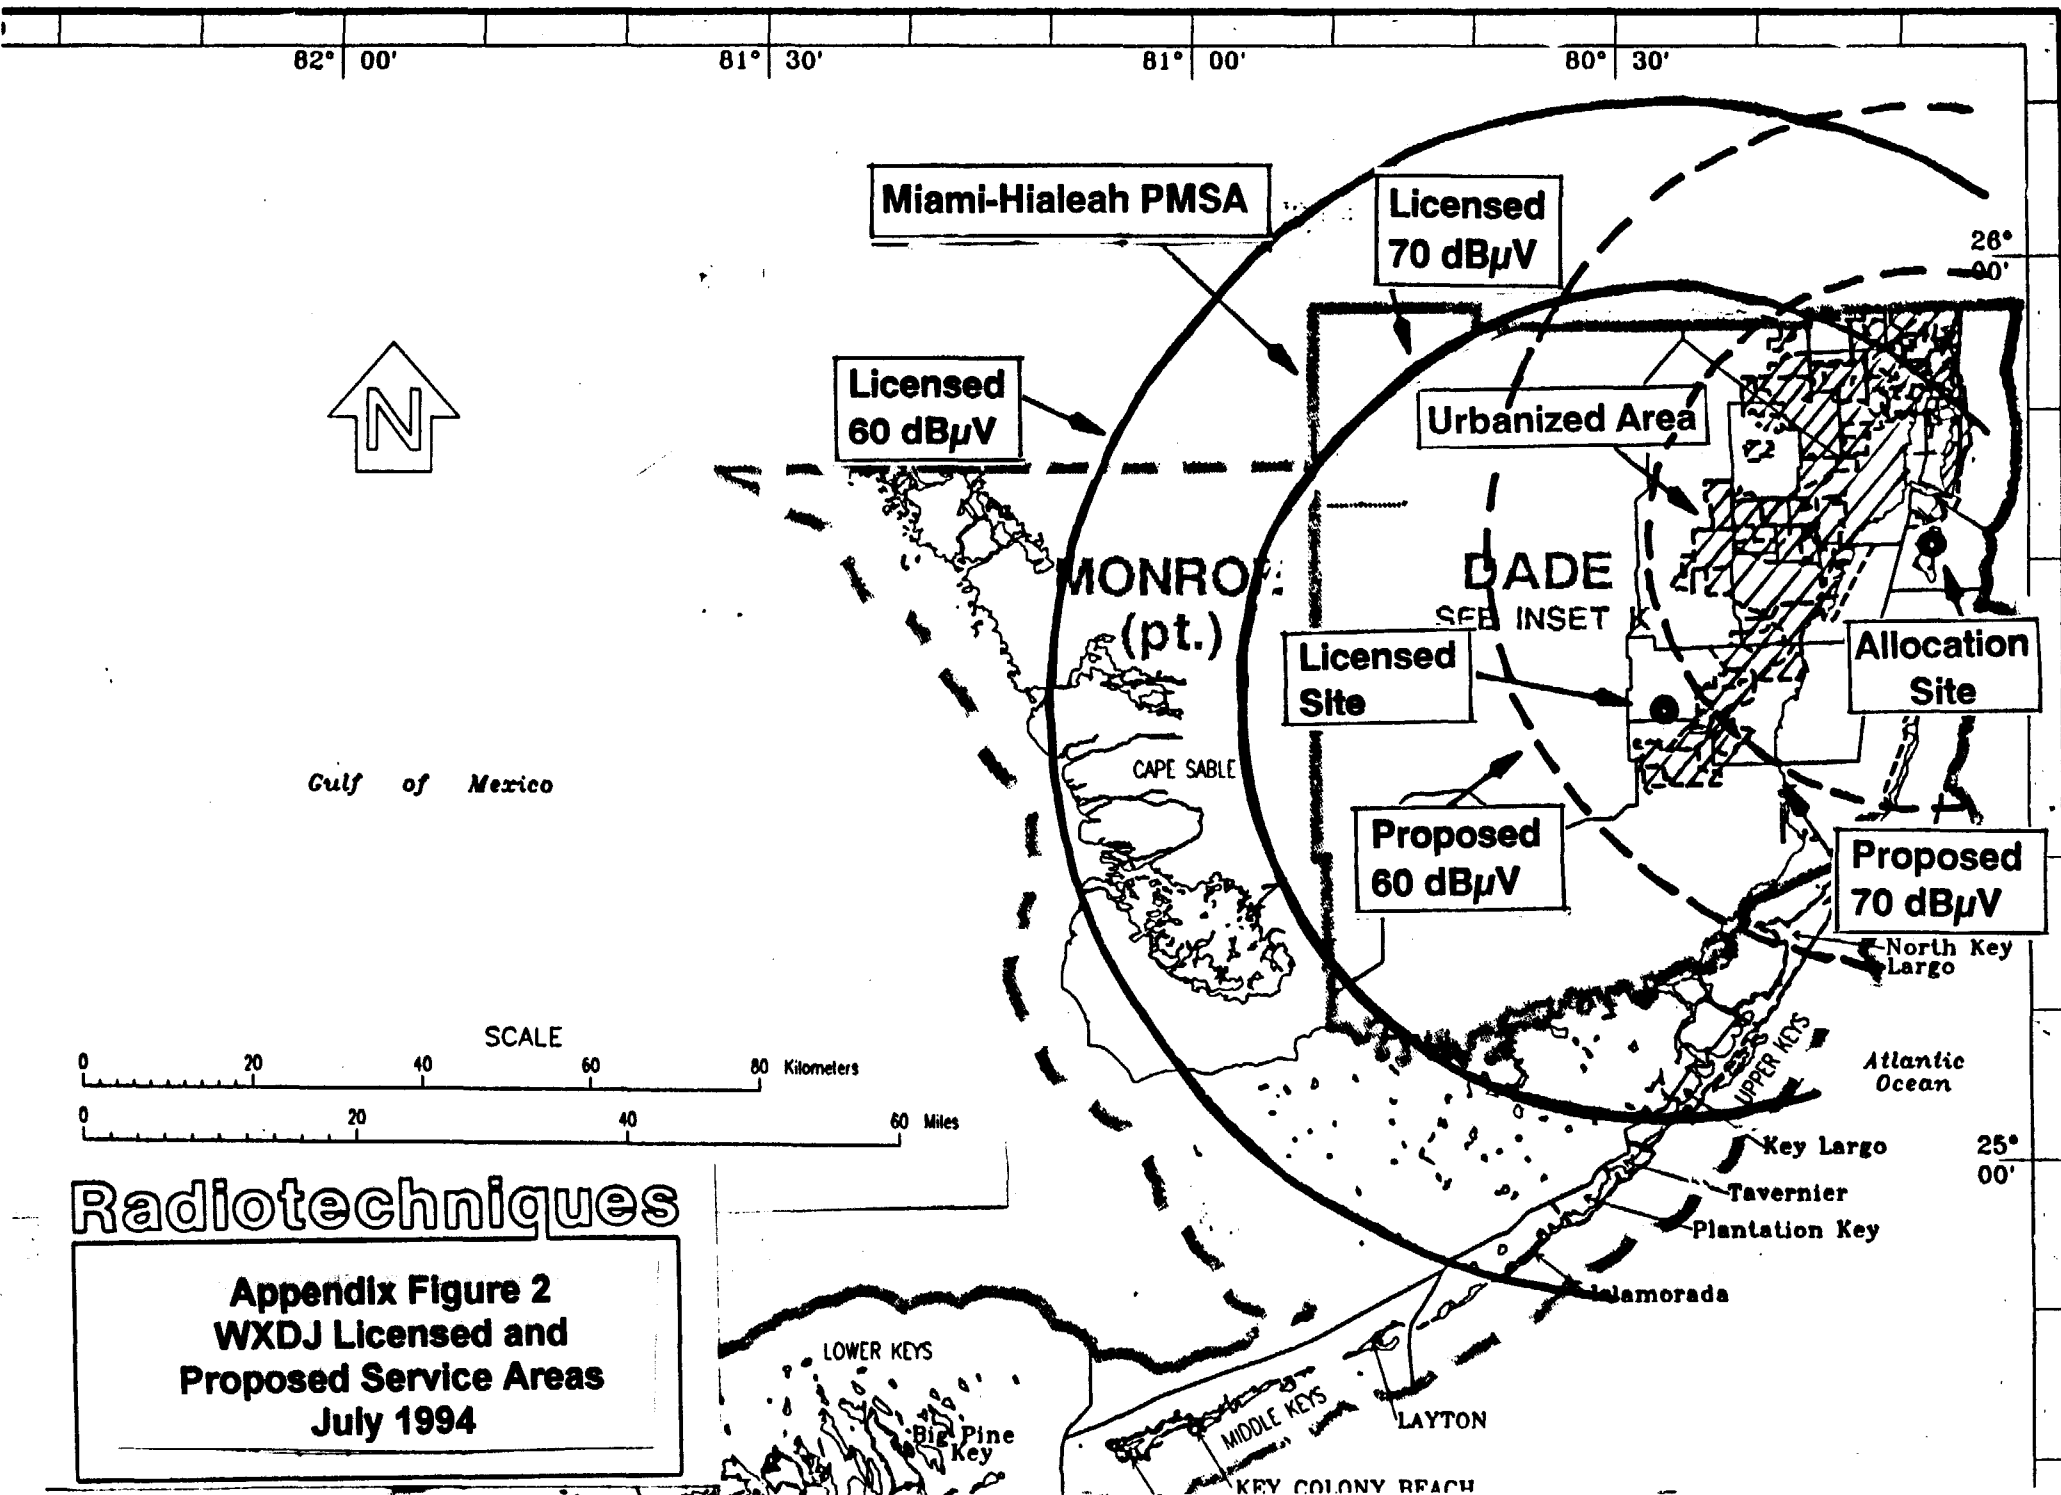 82° 00'
81° 30'
81° 00'
80° 30'
Miami-Hialeah PMSA
Licensed
70 dBµV
26°
00'
Licensed
60 dBµV
Urbanized Area
MONROE
(pt.)
DADE
SEE INSET K
Licensed
Site
Allocation
Site
CAPE SABLE
Gulf of Mexico
Proposed
60 dBµV
Proposed
70 dBµV
North Key
Largo
UPPER KEYS
Atlantic
Ocean
SCALE
0 20 40 60 80 Kilometers
0 20 40 60 Miles
Key Largo
25°
00'
Tavernier
Plantation Key
Islamorada
Radiotechniques
Appendix Figure 2
WXDJ Licensed and
Proposed Service Areas
July 1994
LOWER KEYS
Big Pine
Key
MIDDLE KEYS
LAYTON
KEY COLONY BEACH